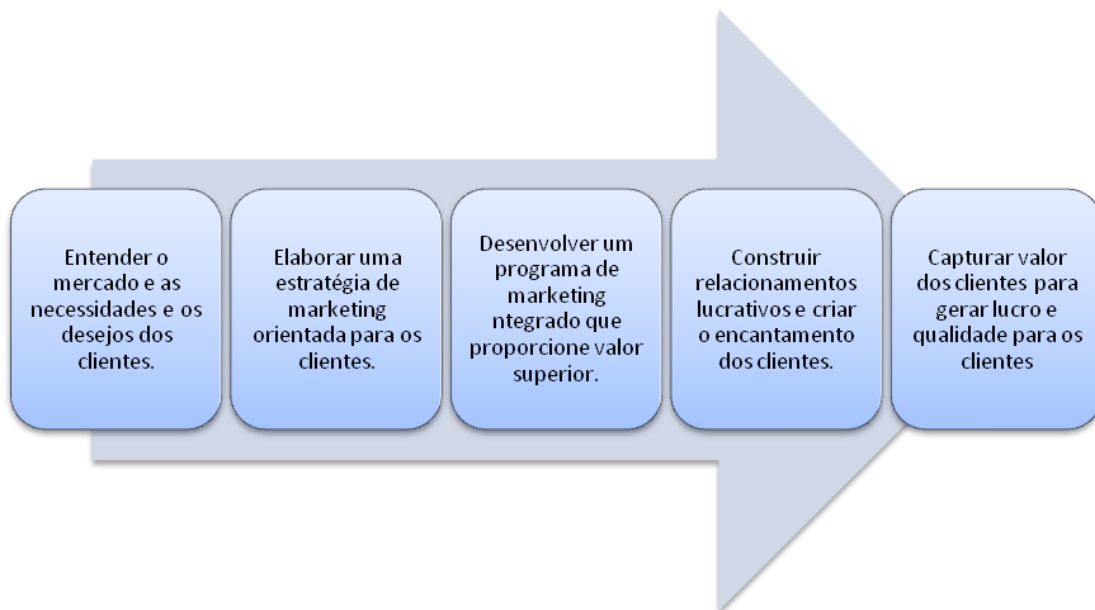 Entender o
mercado e as
necessidades e os
desejos dos
clientes.
Elaborar uma
estratégia de
marketing
orientada para os
clientes.
Desenvolver um
programa de
marketing
ntegrado que
proporcione valor
superior.
Construir
relacionamentos
lucrativos e criar
o encantamento
dos clientes.
Capturar valor
dos clientes para
gerar lucro e
qualidade para os
clientes